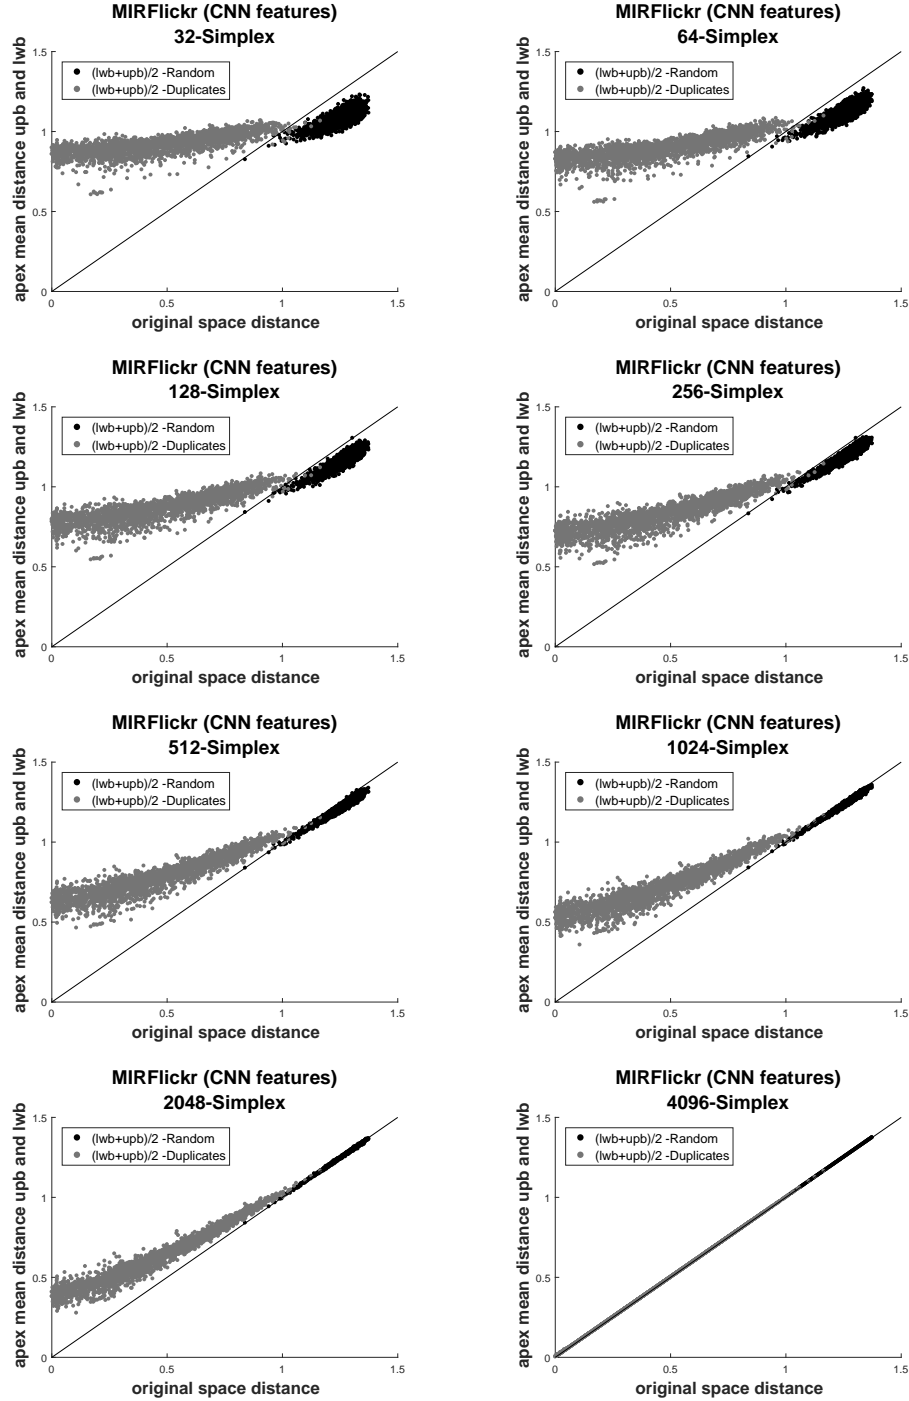 MIRFlickr (CNN features)
32-Simplex
apex mean distance upb and lwb
1.5
1
0.5
0
(lwb+upb)/2 -Random
(lwb+upb)/2 -Duplicates
0
0.5
1
1.5
original space distance
MIRFlickr (CNN features)
64-Simplex
apex mean distance upb and lwb
1.5
1
0.5
0
(lwb+upb)/2 -Random
(lwb+upb)/2 -Duplicates
0
0.5
1
1.5
original space distance
MIRFlickr (CNN features)
128-Simplex
apex mean distance upb and lwb
1.5
1
0.5
0
(lwb+upb)/2 -Random
(lwb+upb)/2 -Duplicates
0
0.5
1
1.5
original space distance
MIRFlickr (CNN features)
256-Simplex
apex mean distance upb and lwb
1.5
1
0.5
0
(lwb+upb)/2 -Random
(lwb+upb)/2 -Duplicates
0
0.5
1
1.5
original space distance
MIRFlickr (CNN features)
512-Simplex
apex mean distance upb and lwb
1.5
1
0.5
0
(lwb+upb)/2 -Random
(lwb+upb)/2 -Duplicates
0
0.5
1
1.5
original space distance
MIRFlickr (CNN features)
1024-Simplex
apex mean distance upb and lwb
1.5
1
0.5
0
(lwb+upb)/2 -Random
(lwb+upb)/2 -Duplicates
0
0.5
1
1.5
original space distance
MIRFlickr (CNN features)
2048-Simplex
apex mean distance upb and lwb
1.5
1
0.5
0
(lwb+upb)/2 -Random
(lwb+upb)/2 -Duplicates
0
0.5
1
1.5
original space distance
MIRFlickr (CNN features)
4096-Simplex
apex mean distance upb and lwb
1.5
1
0.5
0
(lwb+upb)/2 -Random
(lwb+upb)/2 -Duplicates
0
0.5
1
1.5
original space distance